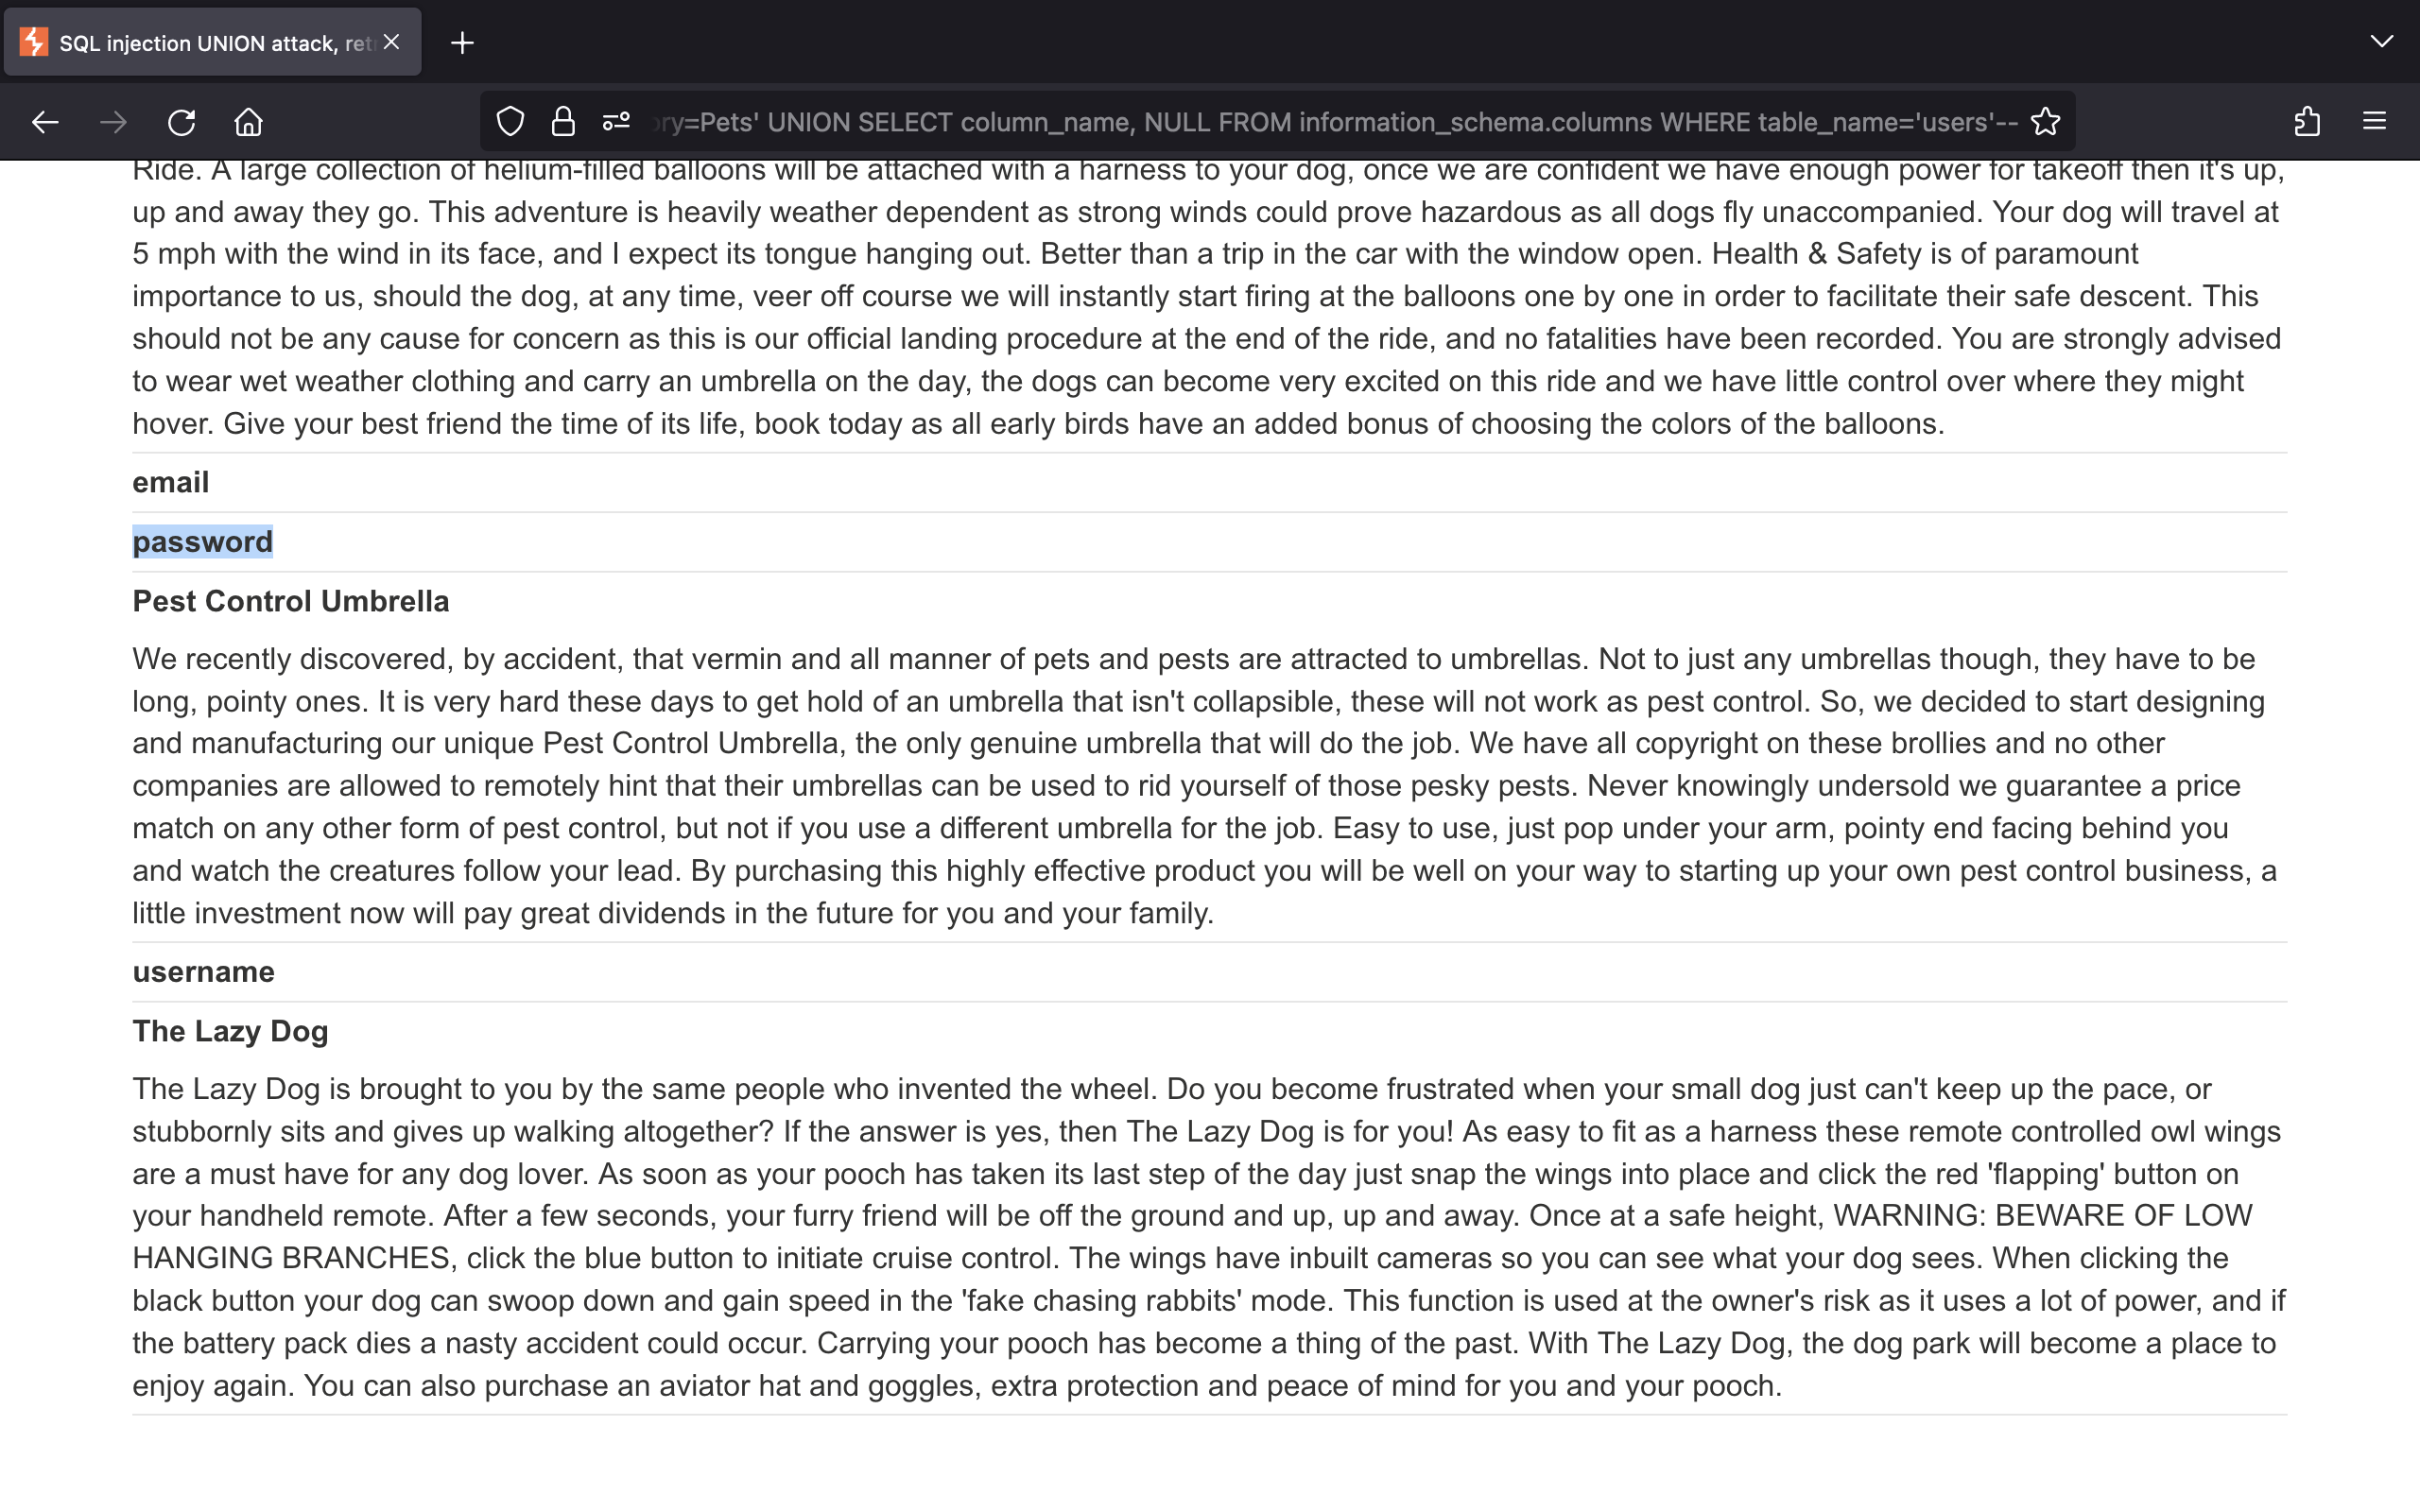 SQL injection UNION attack, ret
ory=Pets' UNION SELECT column_name, NULL FROM information_schema.columns WHERE table_name='users'--
Ride. A large collection of helium-filled balloons will be attached with a harness to your dog, once we are confident we have enough power for takeoff then it's up,
up and away they go. This adventure is heavily weather dependent as strong winds could prove hazardous as all dogs fly unaccompanied. Your dog will travel at
5 mph with the wind in its face, and I expect its tongue hanging out. Better than a trip in the car with the window open. Health & Safety is of paramount
importance to us, should the dog, at any time, veer off course we will instantly start firing at the balloons one by one in order to facilitate their safe descent. This
should not be any cause for concern as this is our official landing procedure at the end of the ride, and no fatalities have been recorded. You are strongly advised
to wear wet weather clothing and carry an umbrella on the day, the dogs can become very excited on this ride and we have little control over where they might
hover. Give your best friend the time of its life, book today as all early birds have an added bonus of choosing the colors of the balloons.
email
password
Pest Control Umbrella
We recently discovered, by accident, that vermin and all manner of pets and pests are attracted to umbrellas. Not to just any umbrellas though, they have to be
long, pointy ones. It is very hard these days to get hold of an umbrella that isn't collapsible, these will not work as pest control. So, we decided to start designing
and manufacturing our unique Pest Control Umbrella, the only genuine umbrella that will do the job. We have all copyright on these brollies and no other
companies are allowed to remotely hint that their umbrellas can be used to rid yourself of those pesky pests. Never knowingly undersold we guarantee a price
match on any other form of pest control, but not if you use a different umbrella for the job. Easy to use, just pop under your arm, pointy end facing behind you
and watch the creatures follow your lead. By purchasing this highly effective product you will be well on your way to starting up your own pest control business, a
little investment now will pay great dividends in the future for you and your family.
username
The Lazy Dog
The Lazy Dog is brought to you by the same people who invented the wheel. Do you become frustrated when your small dog just can't keep up the pace, or
stubbornly sits and gives up walking altogether? If the answer is yes, then The Lazy Dog is for you! As easy to fit as a harness these remote controlled owl wings
are a must have for any dog lover. As soon as your pooch has taken its last step of the day just snap the wings into place and click the red 'flapping' button on
your handheld remote. After a few seconds, your furry friend will be off the ground and up, up and away. Once at a safe height, WARNING: BEWARE OF LOW
HANGING BRANCHES, click the blue button to initiate cruise control. The wings have inbuilt cameras so you can see what your dog sees. When clicking the
black button your dog can swoop down and gain speed in the 'fake chasing rabbits' mode. This function is used at the owner's risk as it uses a lot of power, and if
the battery pack dies a nasty accident could occur. Carrying your pooch has become a thing of the past. With The Lazy Dog, the dog park will become a place to
enjoy again. You can also purchase an aviator hat and goggles, extra protection and peace of mind for you and your pooch.